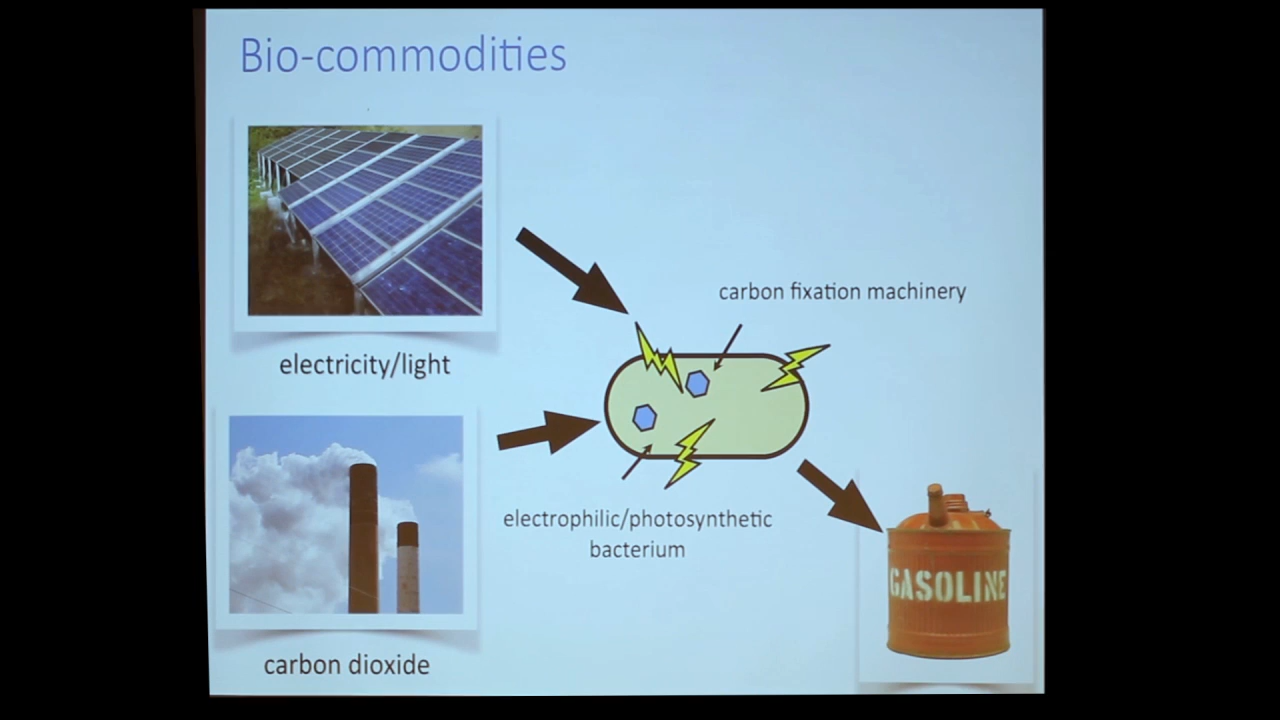 Bio-commodities
electricity/light
carbon fixation machinery
electrophilic/photosynthetic
bacterium
GASOLINE
carbon dioxide